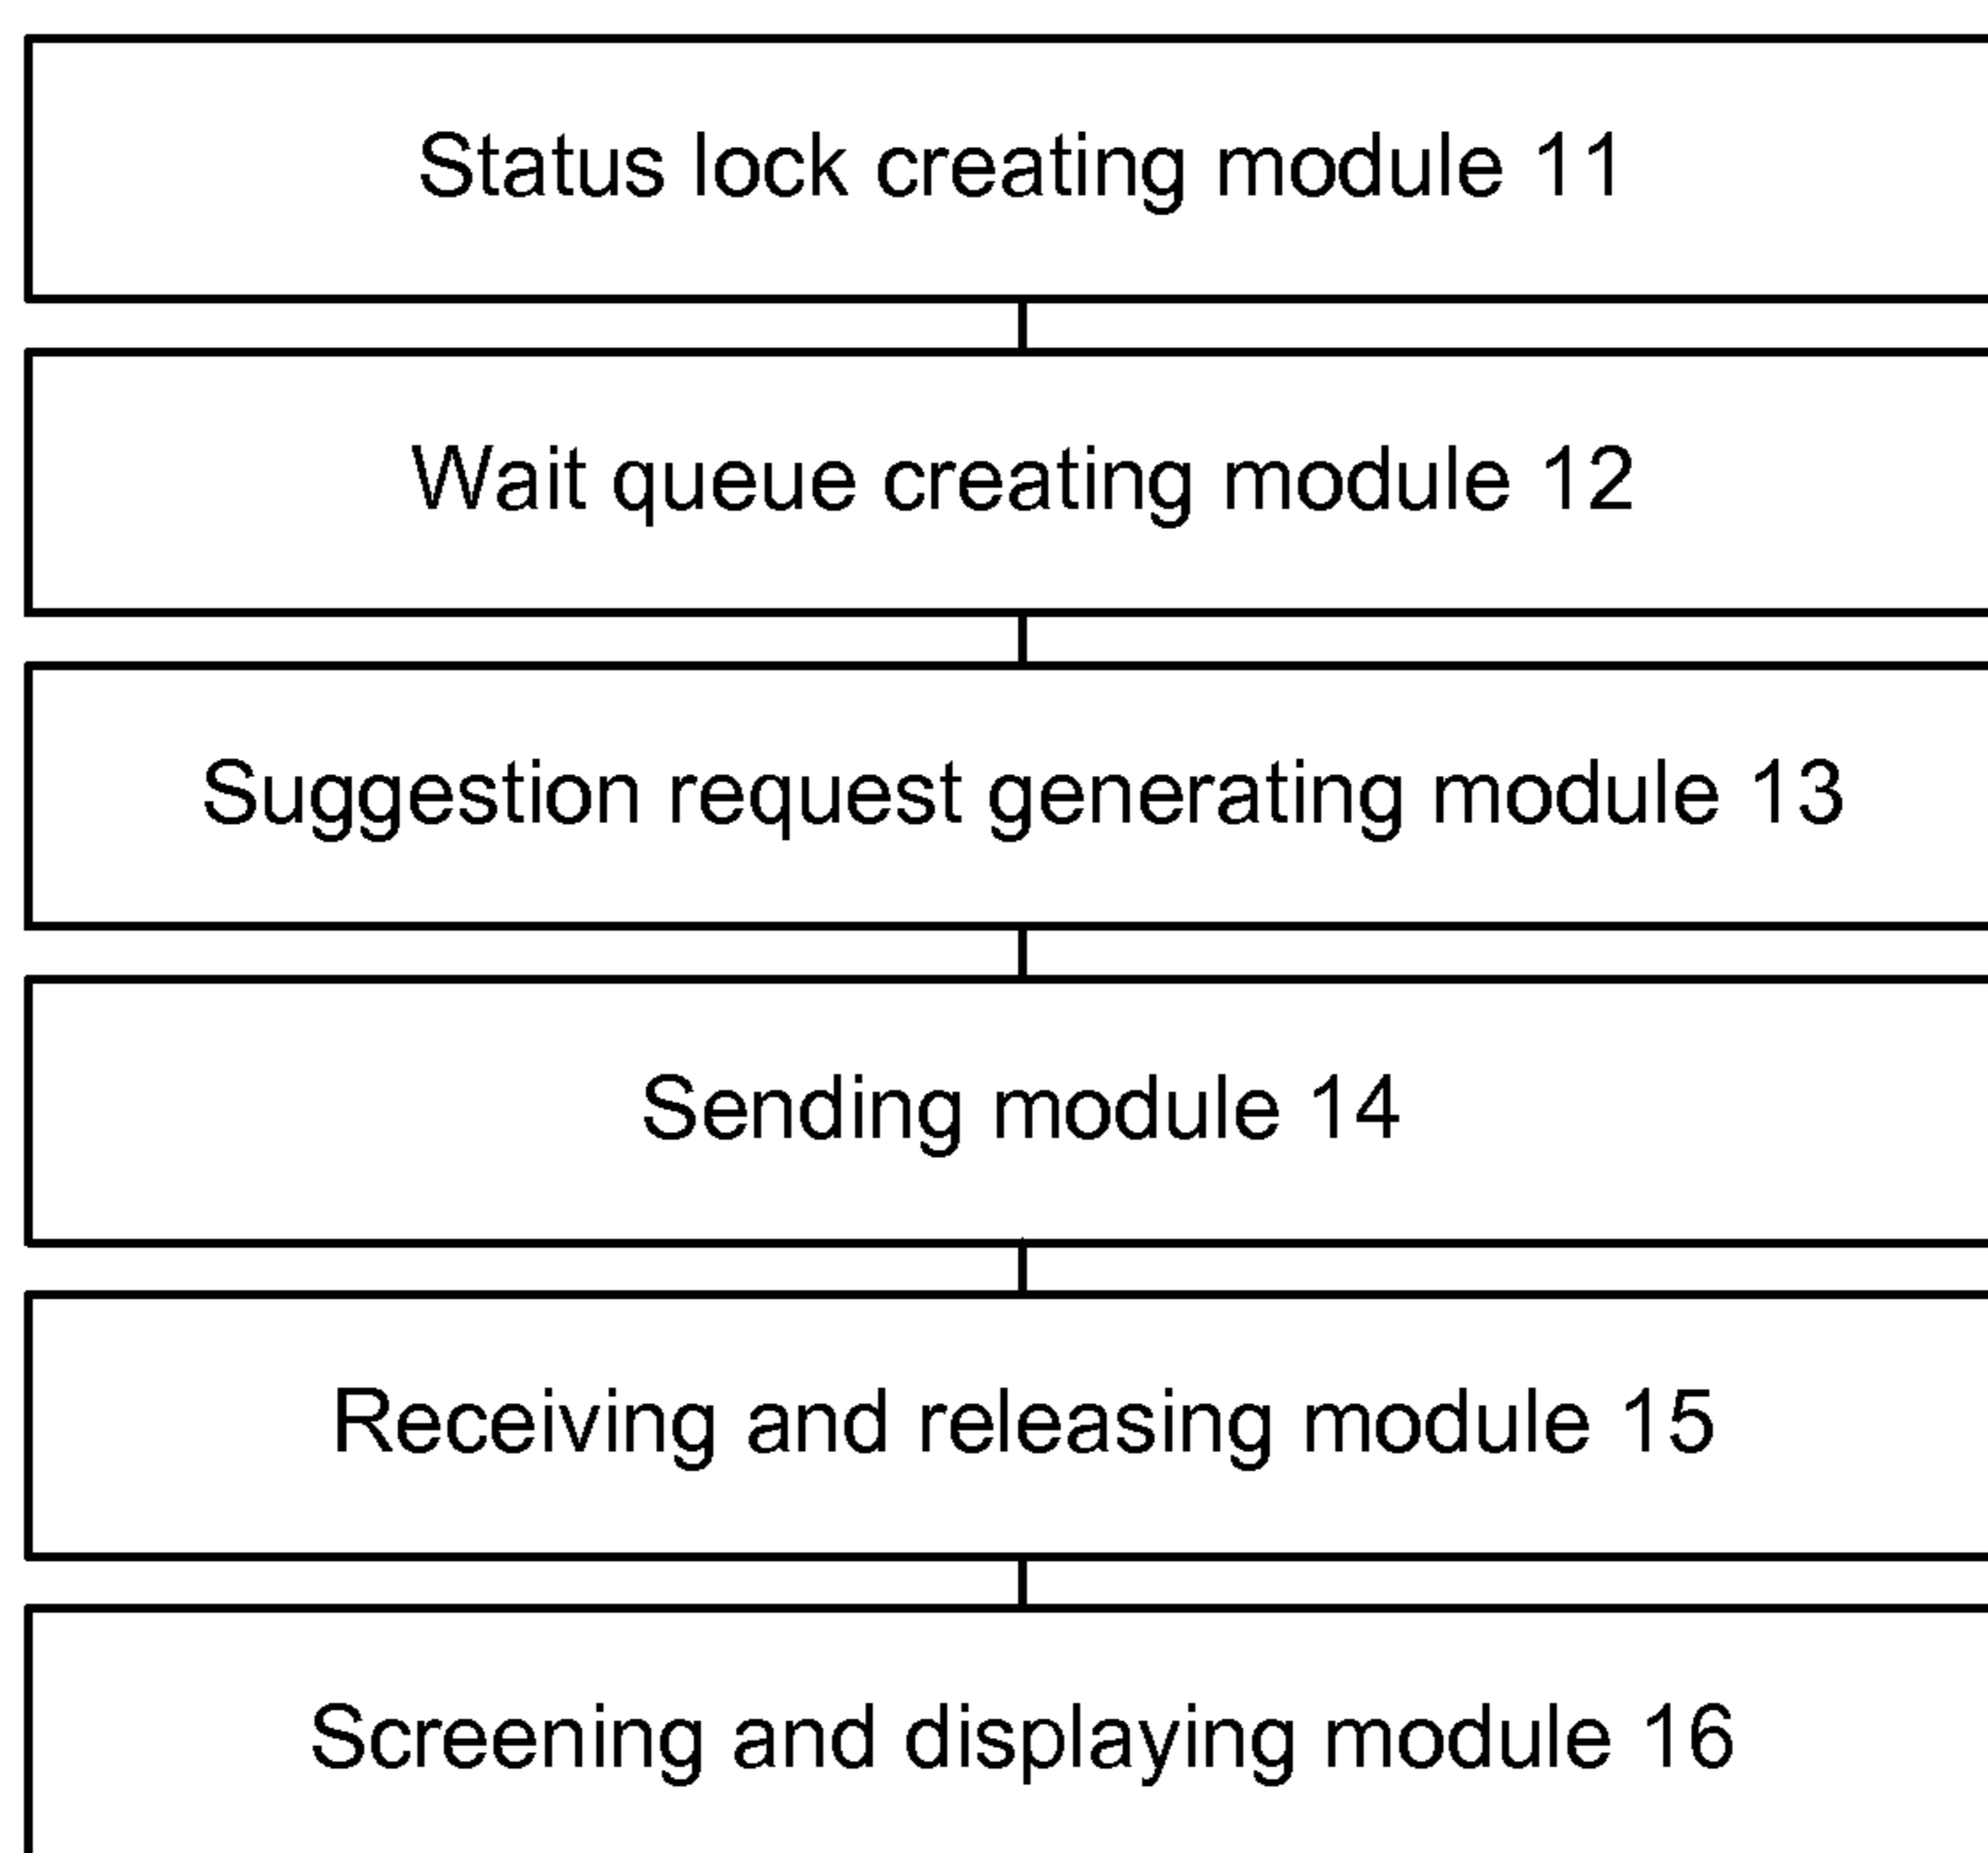 Status lock creating module 11
Wait queue creating module 12
Suggestion request generating module 13
Sending module 14
Receiving and releasing module 15
Screening and displaying module 16